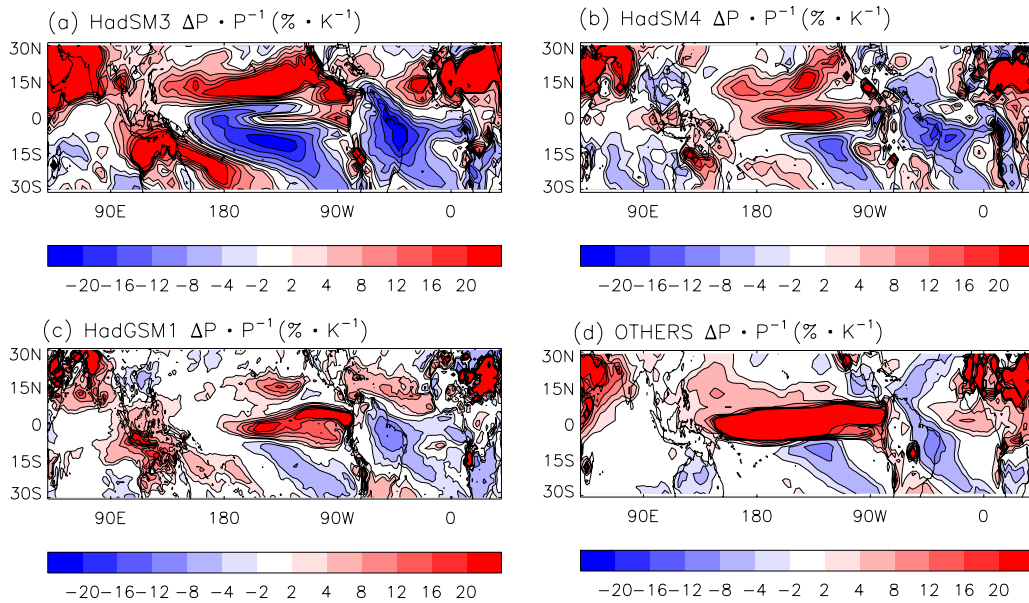 (a) HadSM3 ΔP · P⁻¹ (% · K⁻¹)
30N
15N
0
15S
30S
90E 180 90W 0
−20 −16 −12 −8 −4 −2 2 4 8 12 16 20
(b) HadSM4 ΔP · P⁻¹ (% · K⁻¹)
30N
15N
0
15S
30S
90E 180 90W 0
−20 −16 −12 −8 −4 −2 2 4 8 12 16 20
(c) HadGSM1 ΔP · P⁻¹ (% · K⁻¹)
30N
15N
0
15S
30S
90E 180 90W 0
−20 −16 −12 −8 −4 −2 2 4 8 12 16 20
(d) OTHERS ΔP · P⁻¹ (% · K⁻¹)
30N
15N
0
15S
30S
90E 180 90W 0
−20 −16 −12 −8 −4 −2 2 4 8 12 16 20